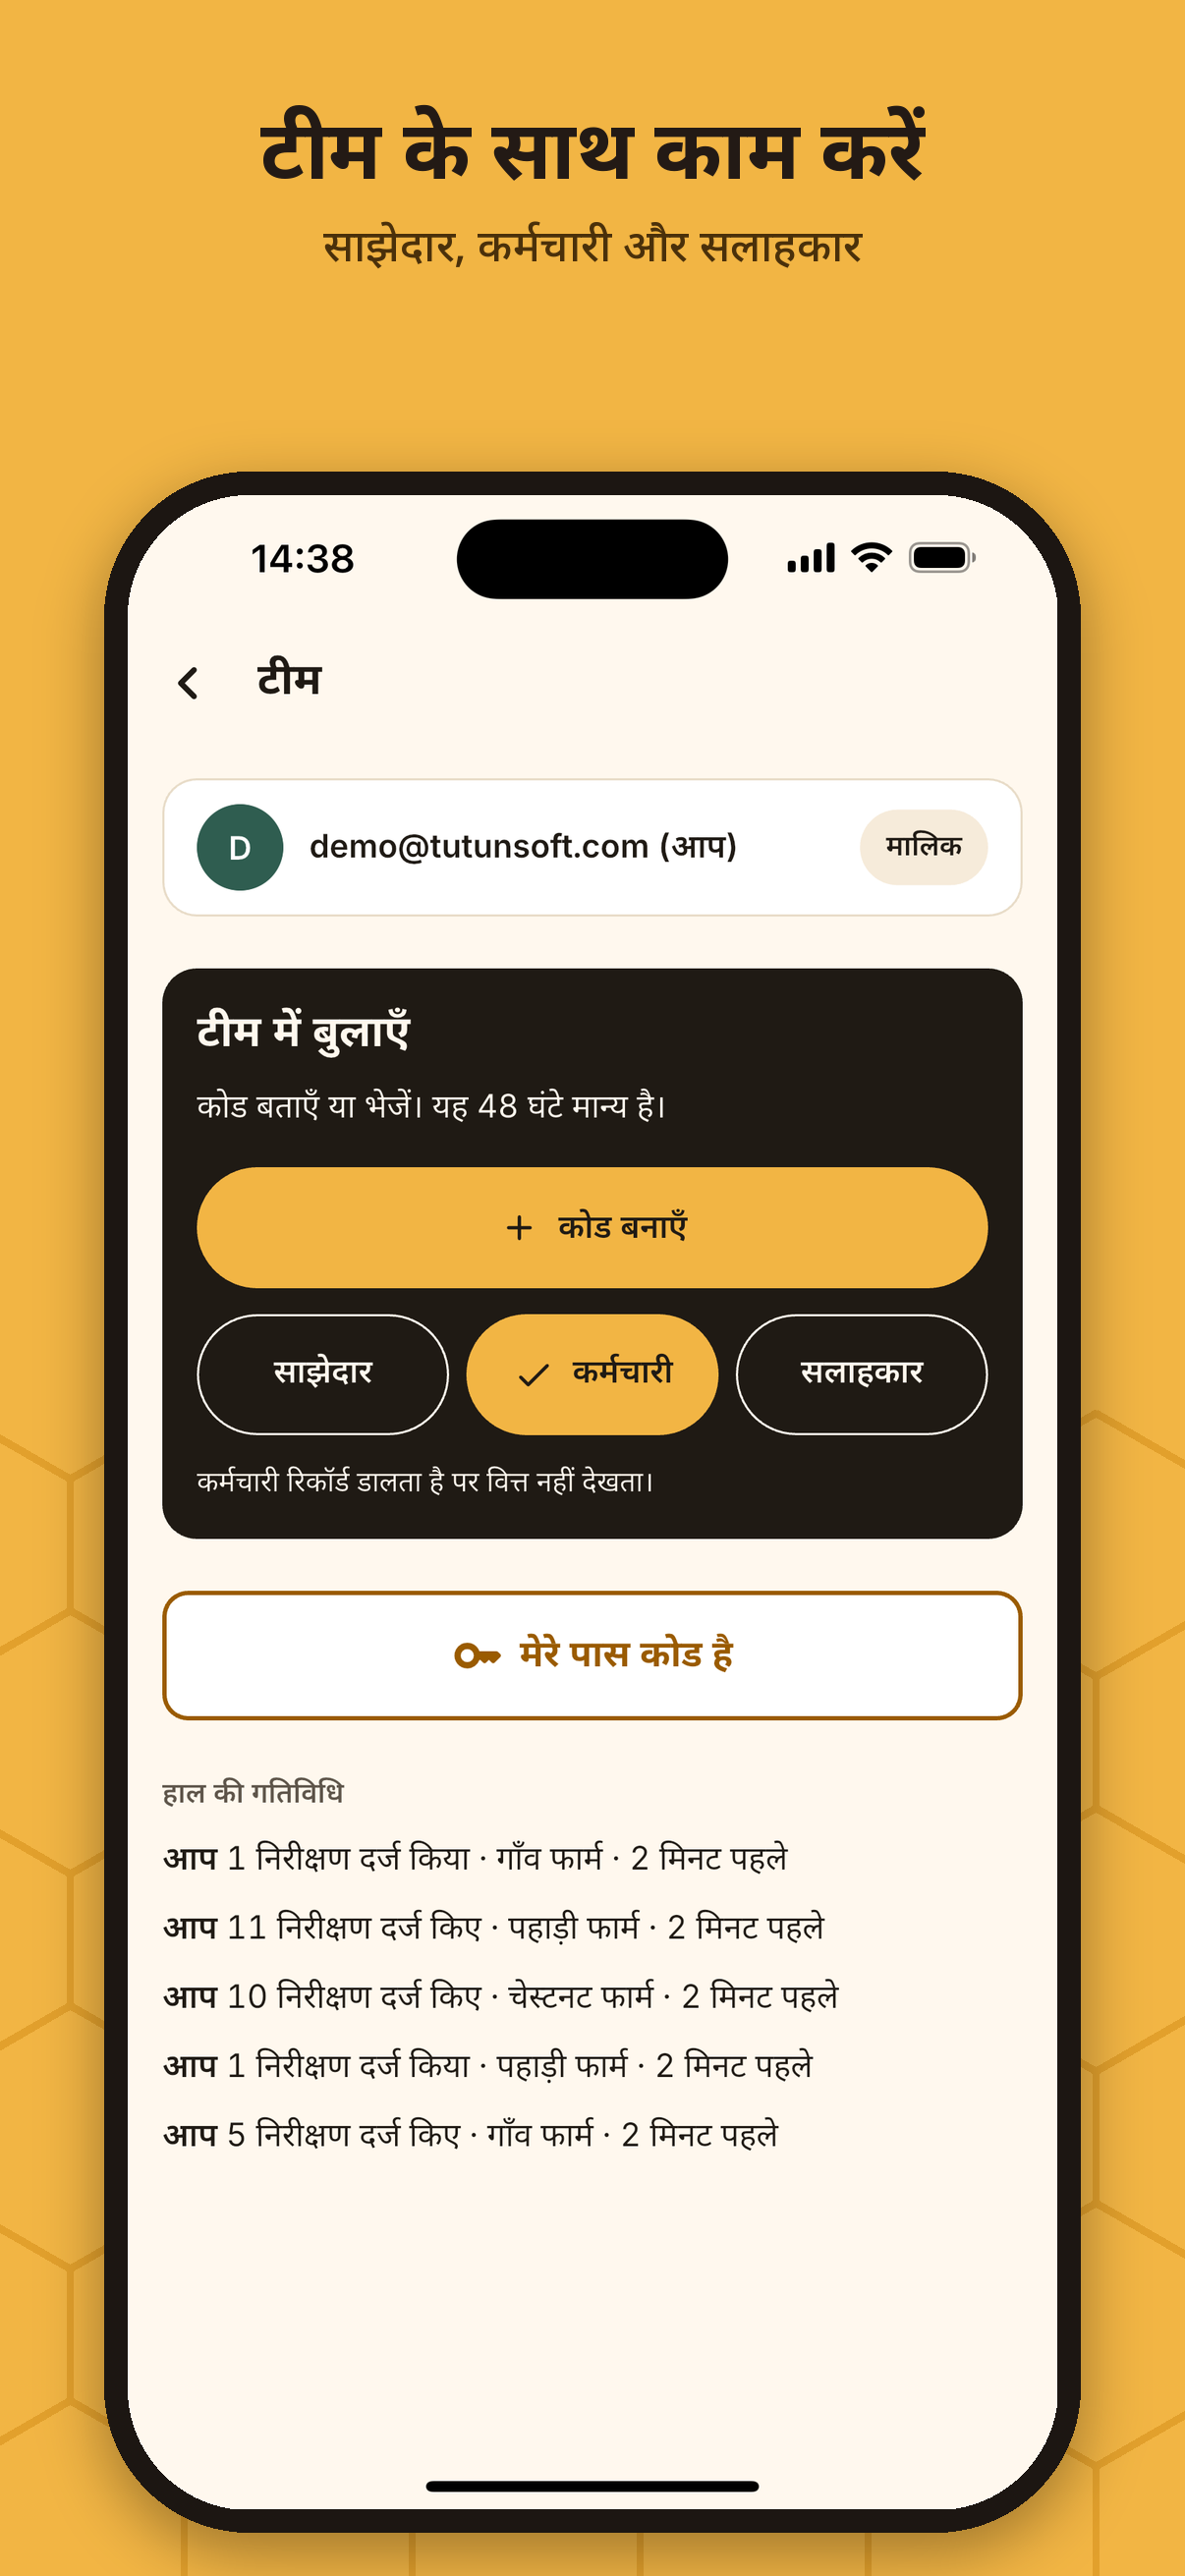 टीम के साथ काम करें
साझेदार, कर्मचारी और सलाहकार
14:38
टीम
D
demo@tutunsoft.com (आप)
मालिक
टीम में बुलाएँ
कोड बताएँ या भेजें। यह 48 घंटे मान्य है।
+ कोड बनाएँ
साझेदार
कर्मचारी
सलाहकार
कर्मचारी रिकॉर्ड डालता है पर वित्त नहीं देखता।
मेरे पास कोड है
हाल की गतिविधि
आप 1 निरीक्षण दर्ज किया · गाँव फार्म · 2 मिनट पहले
आप 11 निरीक्षण दर्ज किए · पहाड़ी फार्म · 2 मिनट पहले
आप 10 निरीक्षण दर्ज किए · चेस्टनट फार्म · 2 मिनट पहले
आप 1 निरीक्षण दर्ज किया · पहाड़ी फार्म · 2 मिनट पहले
आप 5 निरीक्षण दर्ज किए · गाँव फार्म · 2 मिनट पहले